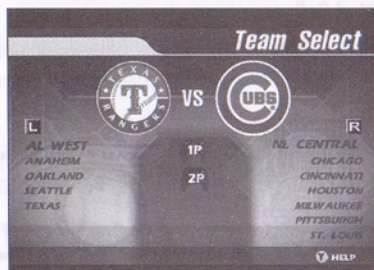 Team Select
TEXAS
T
RANGERS
VS
CUBS
L
R
AL WEST
ANAHEIM
OAKLAND
SEATTLE
TEXAS
1P
2P
NL CENTRAL
CHICAGO
CINCINNATI
HOUSTON
MILWAUKEE
PITTSBURGH
ST. LOUIS
Y HELP